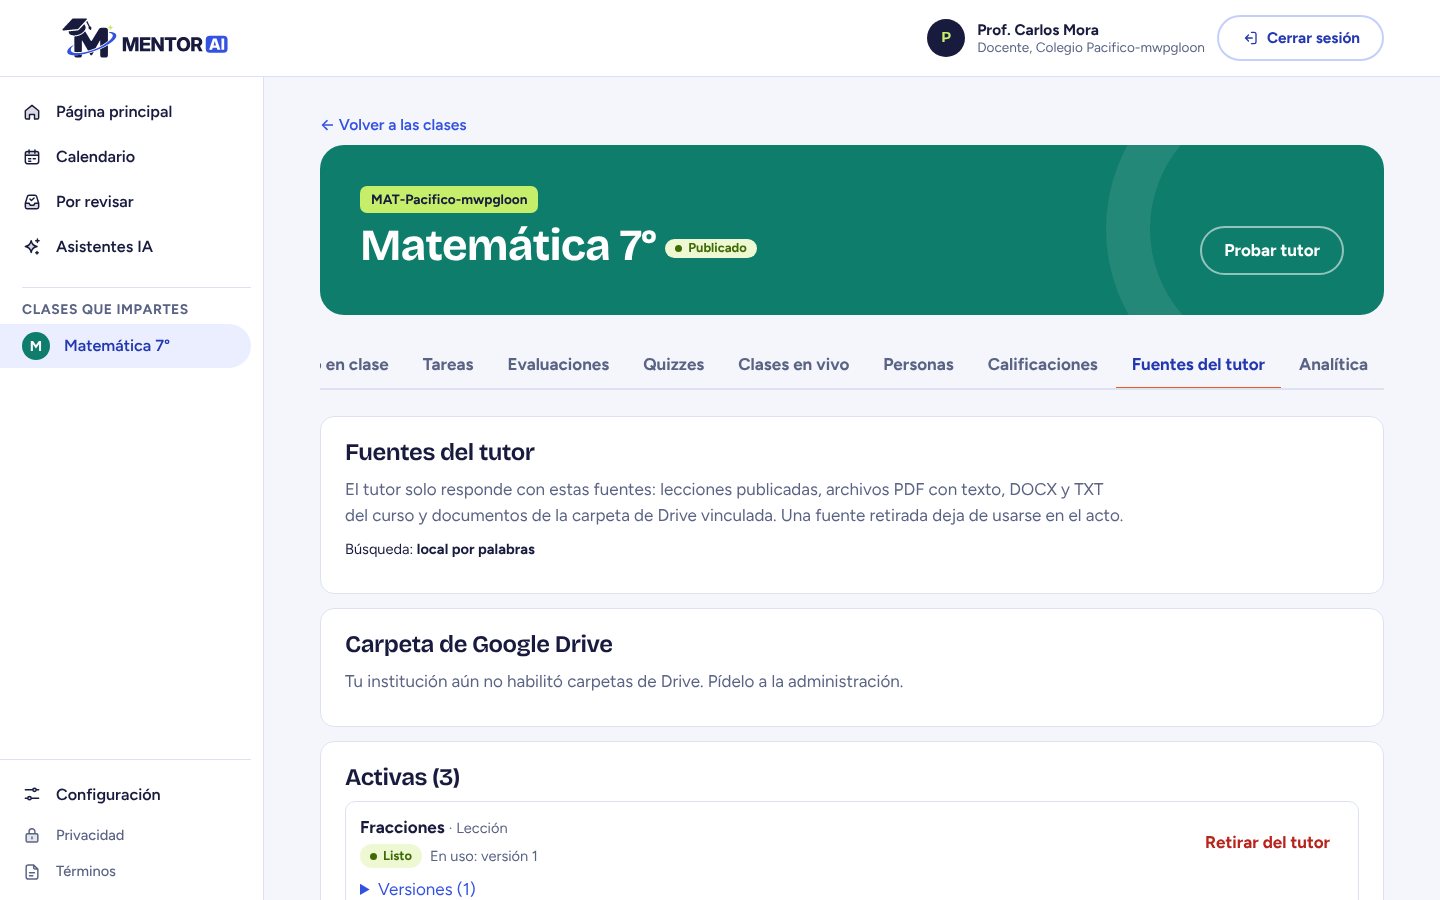 MENTOR AI
P
Prof. Carlos Mora
Docente, Colegio Pacifico-mwpgloon
Cerrar sesión
Página principal
Calendario
Por revisar
Asistentes IA
CLASES QUE IMPARTES
M Matemática 7°
Configuración
Privacidad
Términos
← Volver a las clases
MAT-Pacifico-mwpgloon
Matemática 7° Publicado
Probar tutor
en clase Tareas Evaluaciones Quizzes Clases en vivo Personas Calificaciones Fuentes del tutor Analítica
Fuentes del tutor
El tutor solo responde con estas fuentes: lecciones publicadas, archivos PDF con texto, DOCX y TXT
del curso y documentos de la carpeta de Drive vinculada. Una fuente retirada deja de usarse en el acto.
Búsqueda: local por palabras
Carpeta de Google Drive
Tu institución aún no habilitó carpetas de Drive. Pídelo a la administración.
Activas (3)
Fracciones · Lección
Listo En uso: versión 1
Retirar del tutor
Versiones (1)